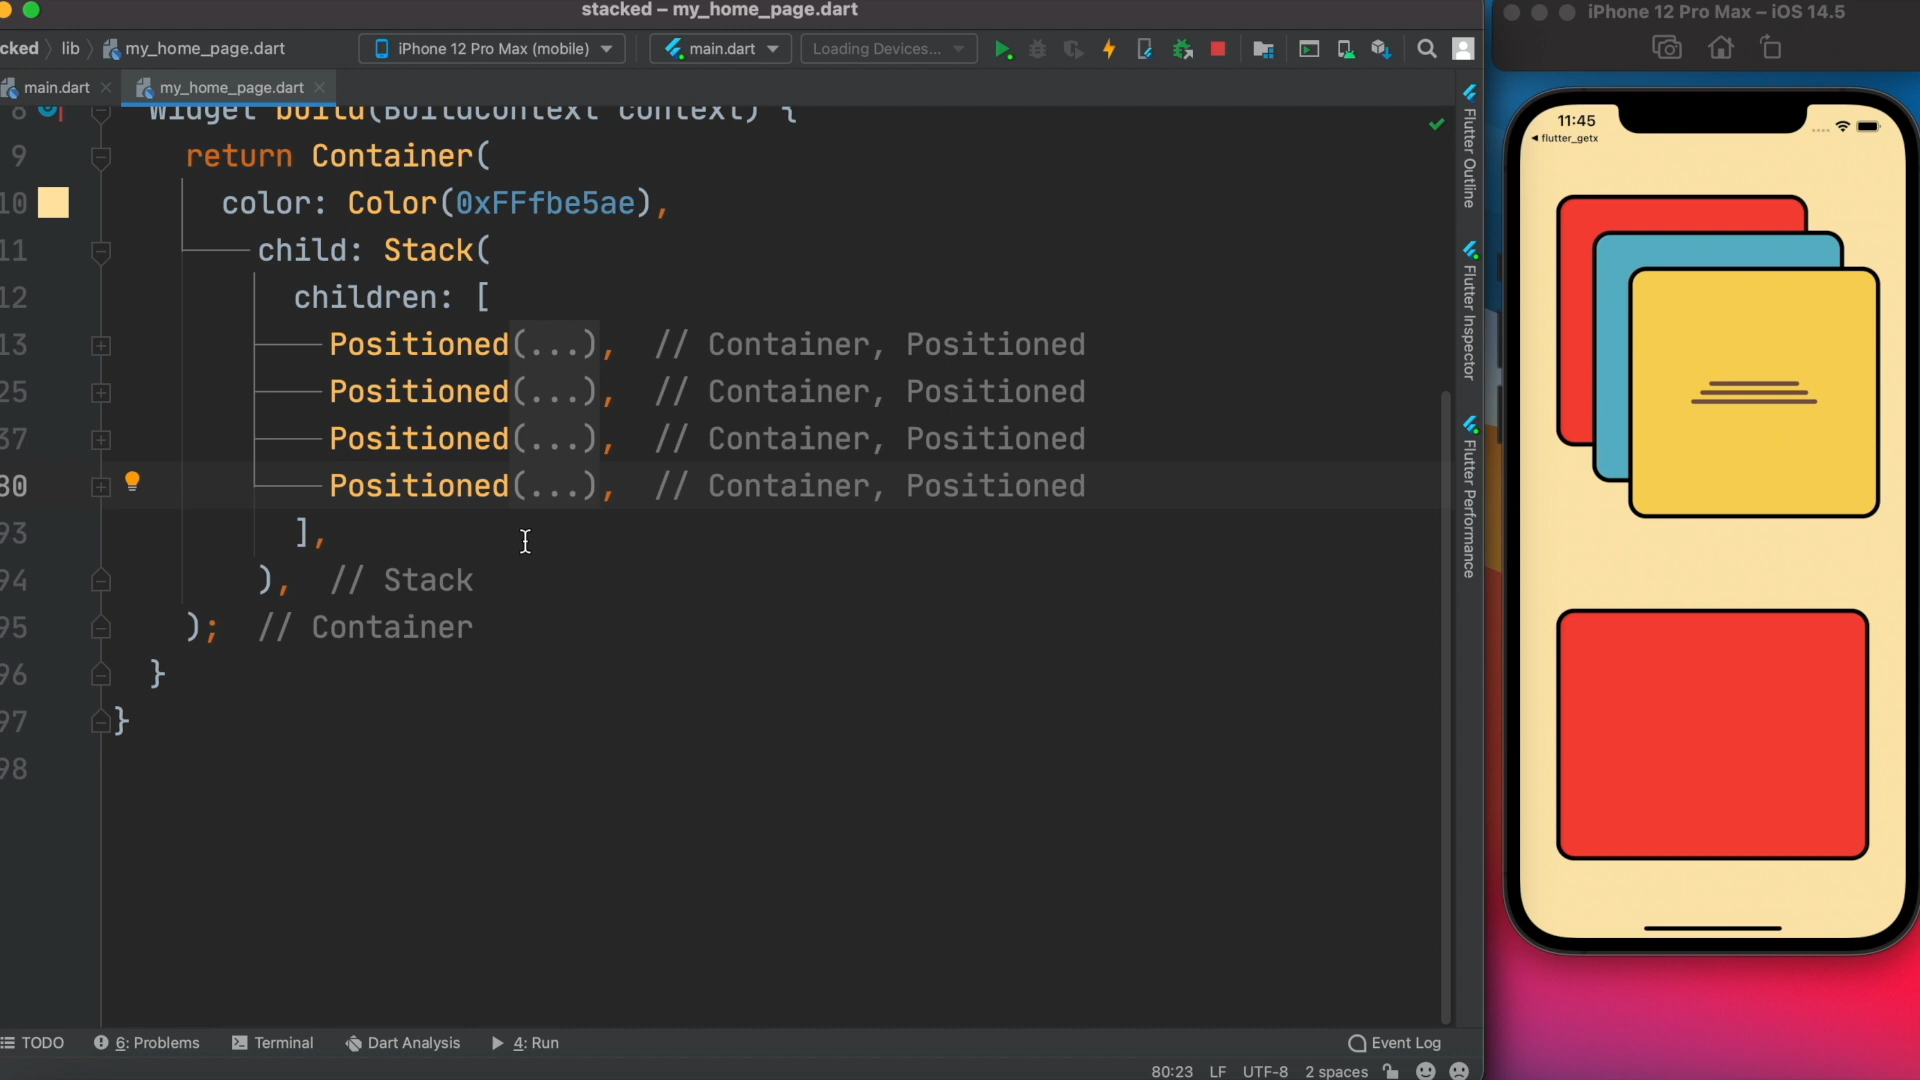 stacked – my_home_page.dart
cked
lib
my_home_page.dart
iPhone 12 Pro Max (mobile)
main.dart
Loading Devices...
main.dart
my_home_page.dart
8 Widget build(BuildContext context) {
9 return Container(
10 color: Color(0xFFfbe5ae),
11 child: Stack(
12 children: [
13 Positioned(...), // Container, Positioned
25 Positioned(...), // Container, Positioned
37 Positioned(...), // Container, Positioned
80 Positioned(...), // Container, Positioned
93 ],
94 ), // Stack
95 ); // Container
96 }
97 }
98
TODO
6: Problems
Terminal
Dart Analysis
4: Run
Event Log
80:23 LF UTF-8 2 spaces
Flutter Outline
Flutter Inspector
Flutter Performance
iPhone 12 Pro Max – iOS 14.5
11:45
flutter_getx